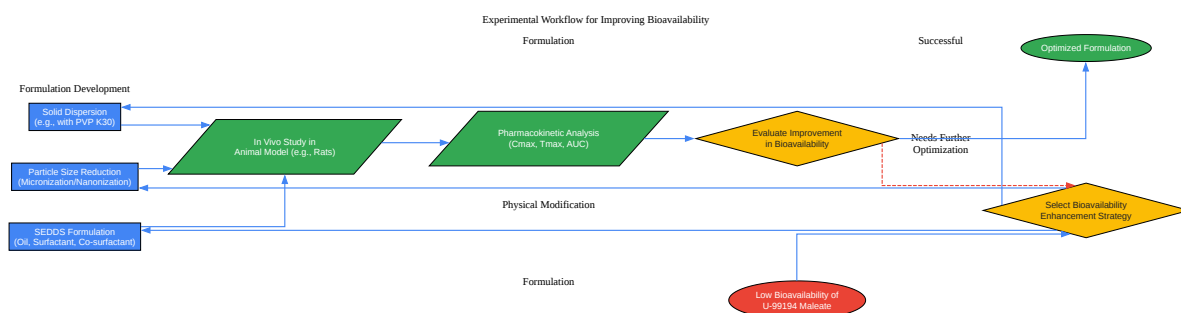 Experimental Workflow for Improving Bioavailability
Formulation
Successful
Optimized Formulation
Formulation Development
Solid Dispersion
(e.g., with PVP K30)
In Vivo Study in
Animal Model (e.g., Rats)
Pharmacokinetic Analysis
(Cmax, Tmax, AUC)
Evaluate Improvement
in Bioavailability
Needs Further
Optimization
Particle Size Reduction
(Micronization/Nanonization)
Physical Modification
Select Bioavailability
Enhancement Strategy
SEDDS Formulation
(Oil, Surfactant, Co-surfactant)
Formulation
Low Bioavailability of
U-99194 Maleate